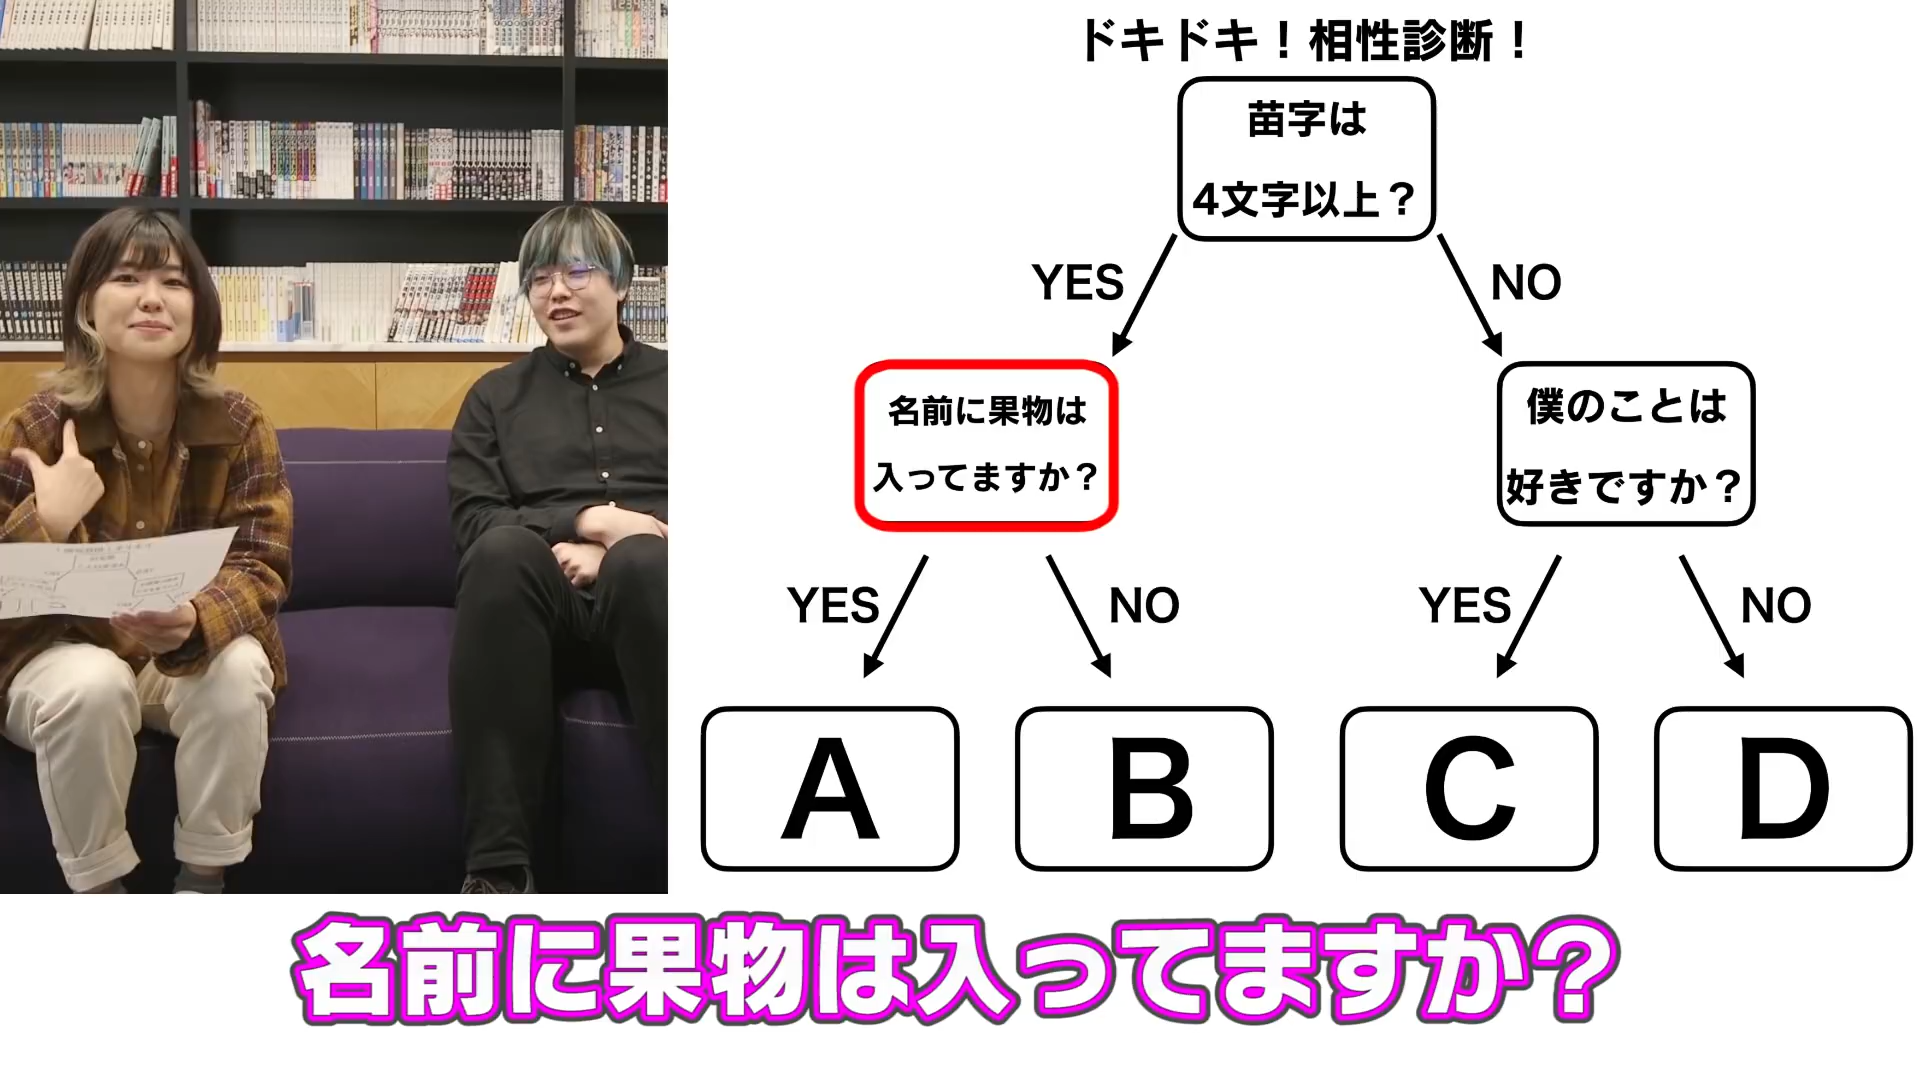 ドキドキ！相性診断！
苗字は
4文字以上？
YES
NO
名前に果物は
入ってますか？
僕のことは
好きですか？
YES
NO
YES
NO
A
B
C
D
名前に果物は入ってますか？